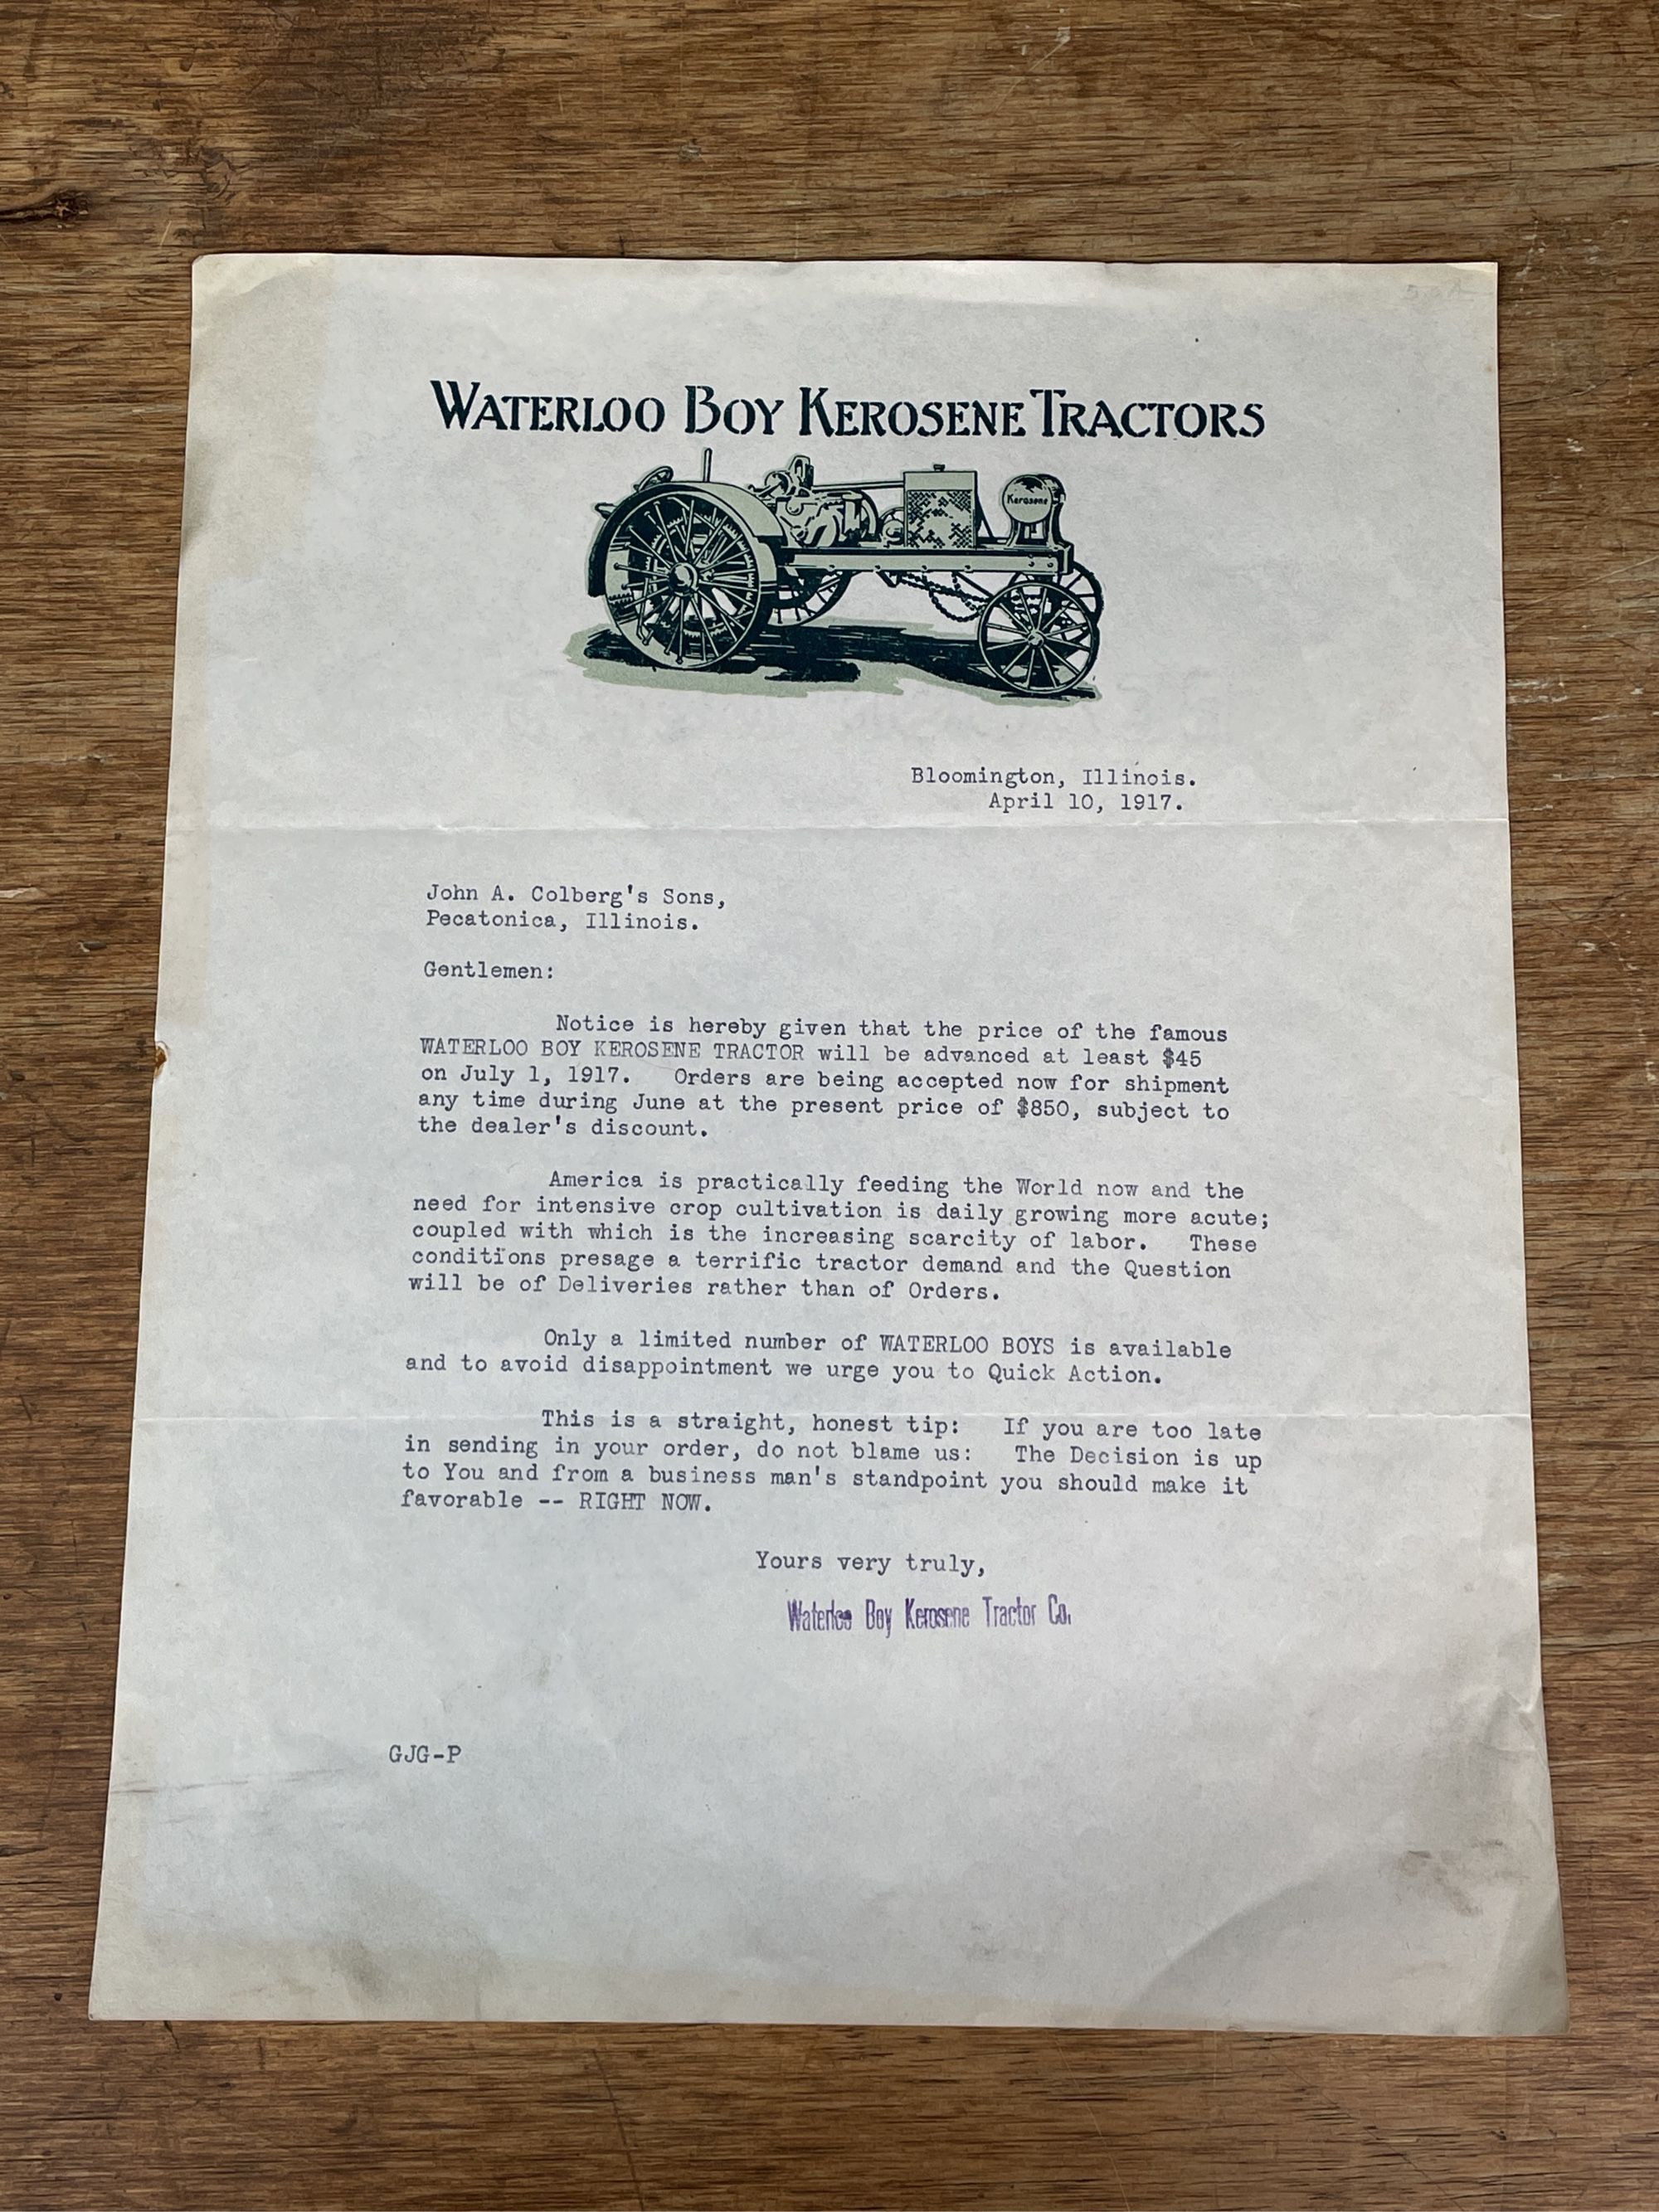 WATERLOO BOY KEROSENE TRACTORS
Kerosene
Bloomington, Illinois.
April 10, 1917.
John A. Colberg's Sons,
Pecatonica, Illinois.
Gentlemen:
Notice is hereby given that the price of the famous
WATERLOO BOY KEROSENE TRACTOR will be advanced at least $45
on July 1, 1917. Orders are being accepted now for shipment
any time during June at the present price of $850, subject to
the dealer's discount.
America is practically feeding the World now and the
need for intensive crop cultivation is daily growing more acute;
coupled with which is the increasing scarcity of labor. These
conditions presage a terrific tractor demand and the Question
will be of Deliveries rather than of Orders.
Only a limited number of WATERLOO BOYS is available
and to avoid disappointment we urge you to Quick Action.
This is a straight, honest tip: If you are too late
in sending in your order, do not blame us: The Decision is up
to You and from a business man's standpoint you should make it
favorable -- RIGHT NOW.
Yours very truly,
Waterloo Boy Kerosene Tractor Co.
GJG-P